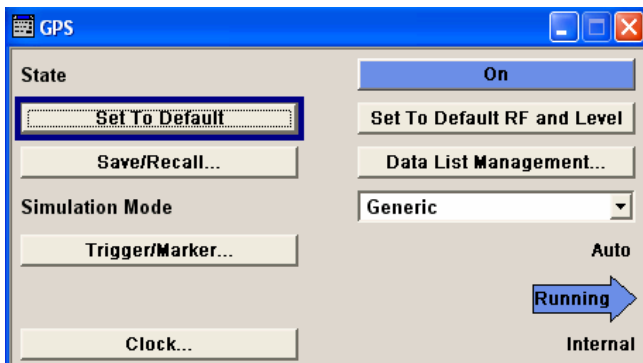 GPS
State
On
Set To Default
Set To Default RF and Level
Save/Recall...
Data List Management...
Simulation Mode
Generic
Trigger/Marker...
Auto
Running
Clock...
Internal